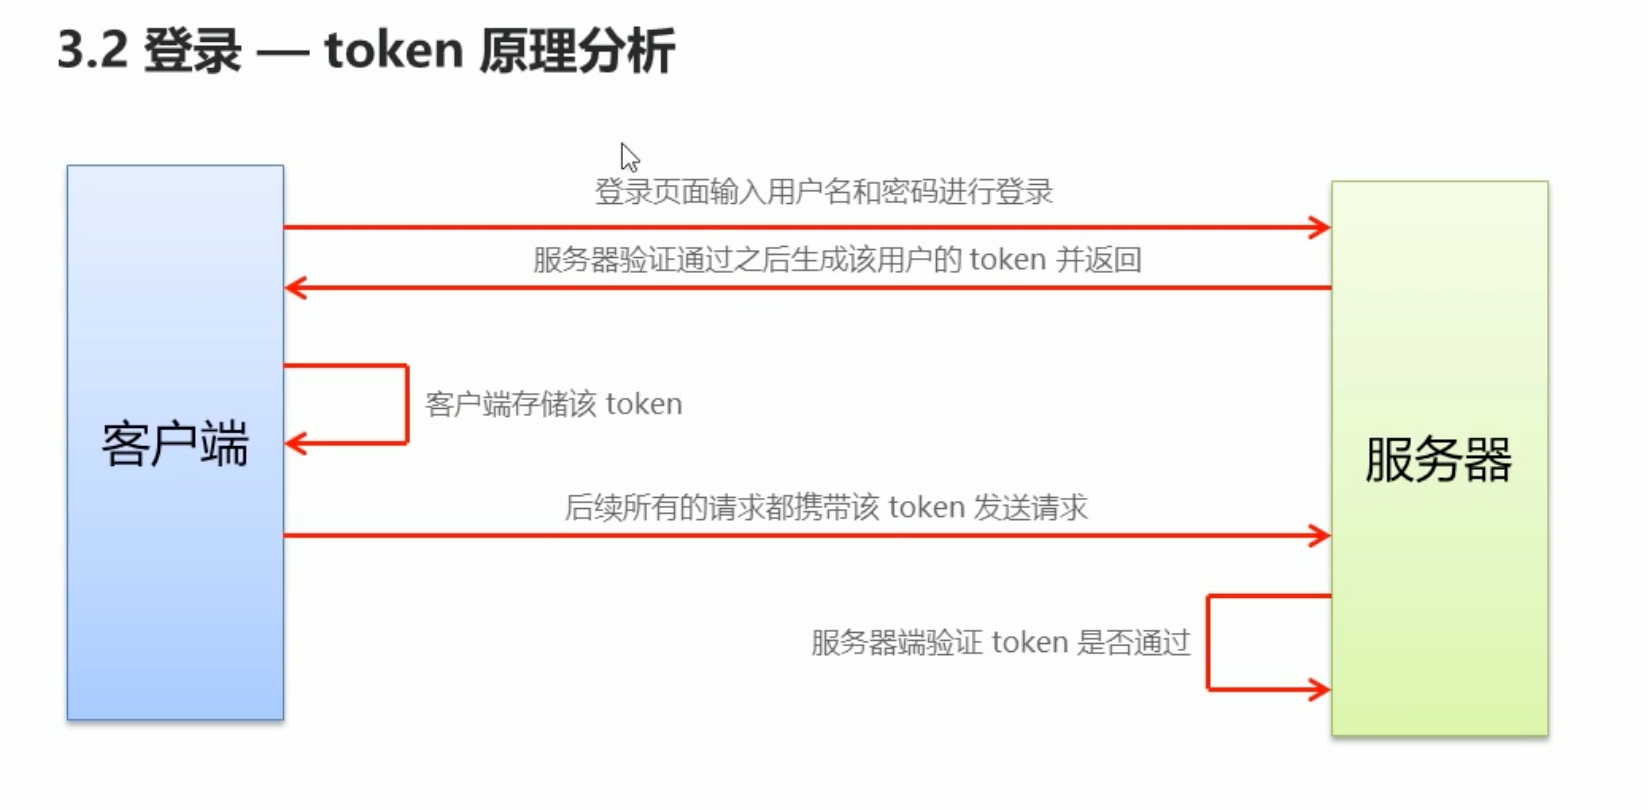 3.2 登录 — token 原理分析
登录页面输入用户名和密码进行登录
服务器验证通过之后生成该用户的 token 并返回
客户端存储该 token
客户端
服务器
后续所有的请求都携带该 token 发送请求
服务器端验证 token 是否通过